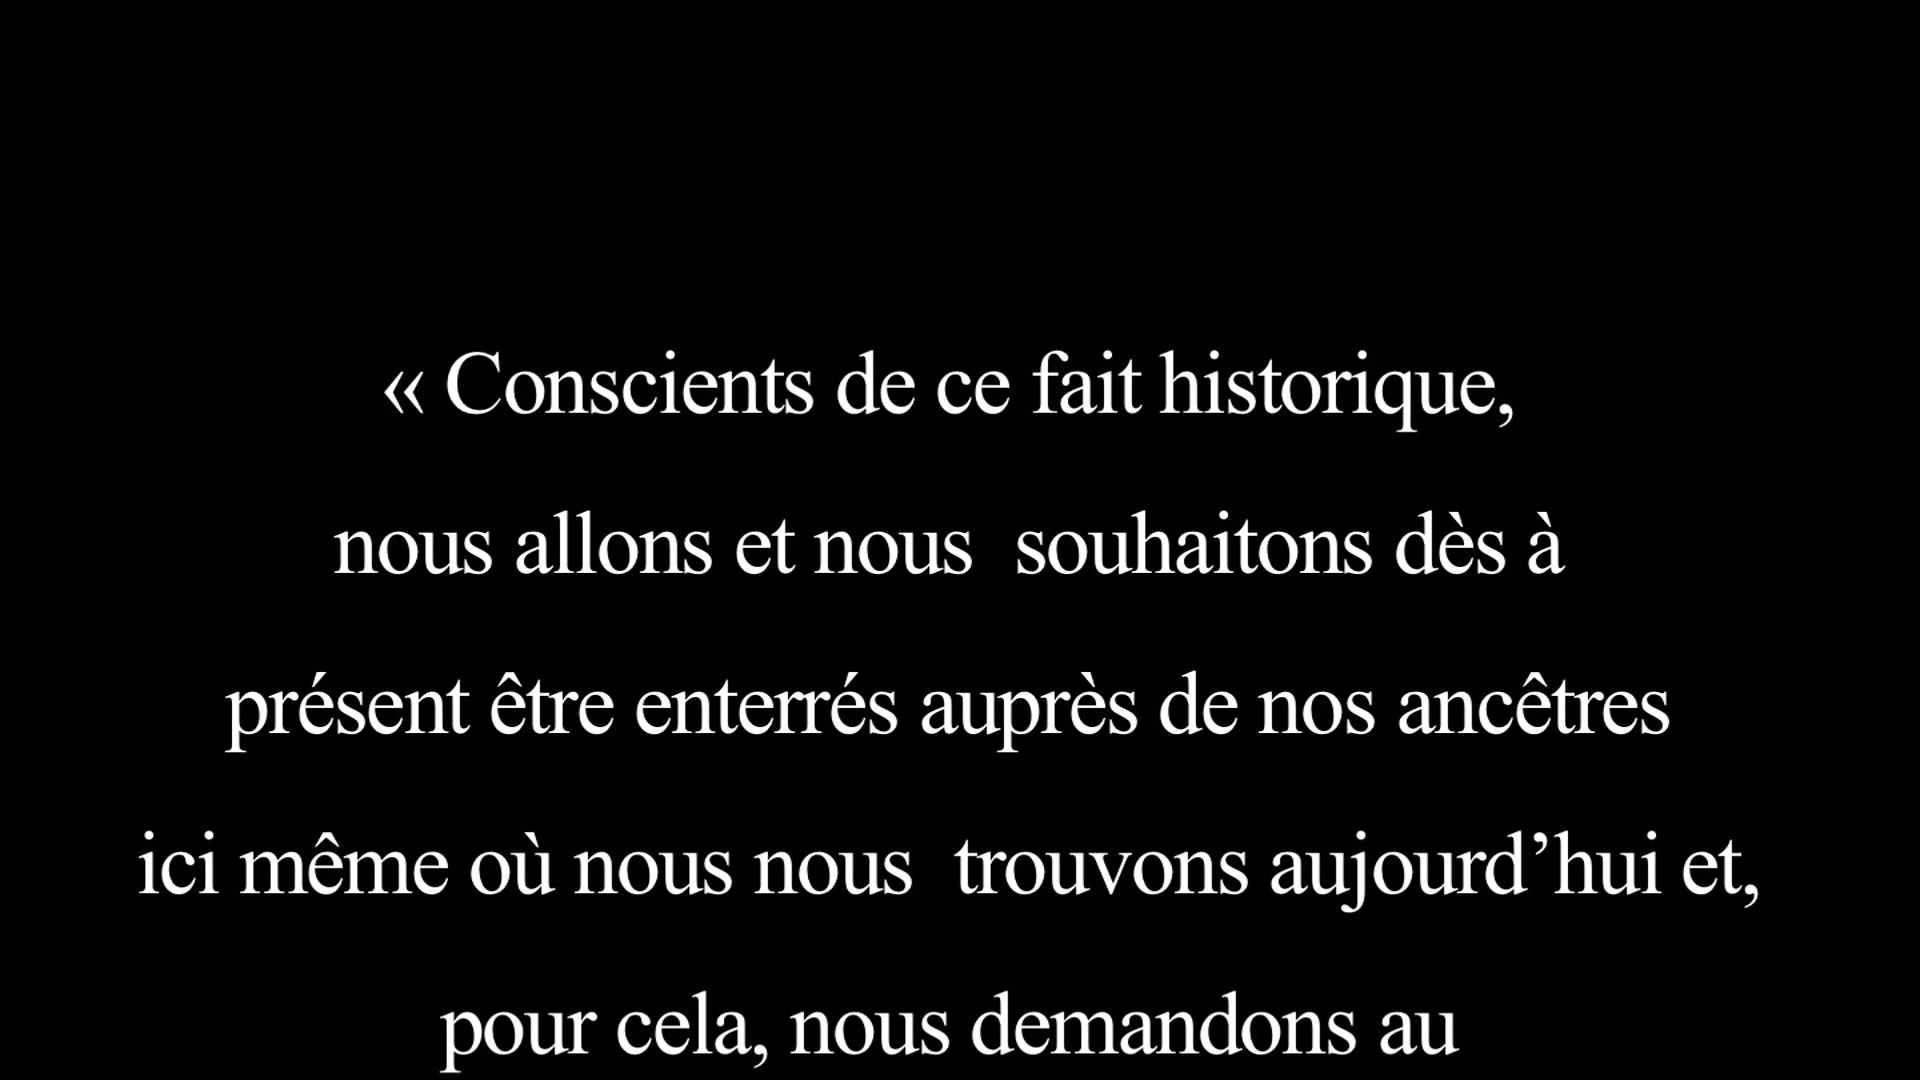 « Conscients de ce fait historique,
nous allons et nous  souhaitons dès à
présent être enterrés auprès de nos ancêtres
ici même où nous nous  trouvons aujourd’hui et,
pour cela, nous demandons au